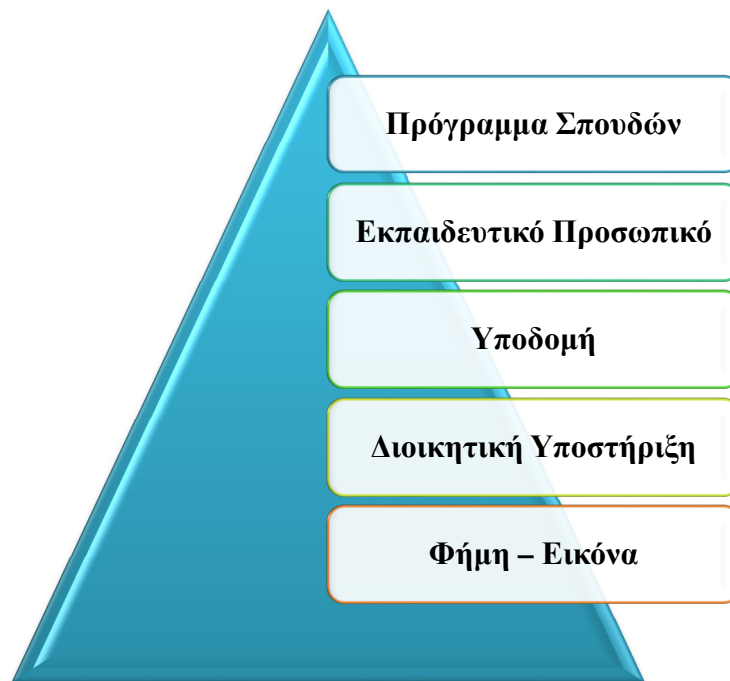 Πρόγραμμα Σπουδών
Εκπαιδευτικό Προσωπικό
Υποδομή
Διοικητική Υποστήριξη
Φήμη – Εικόνα